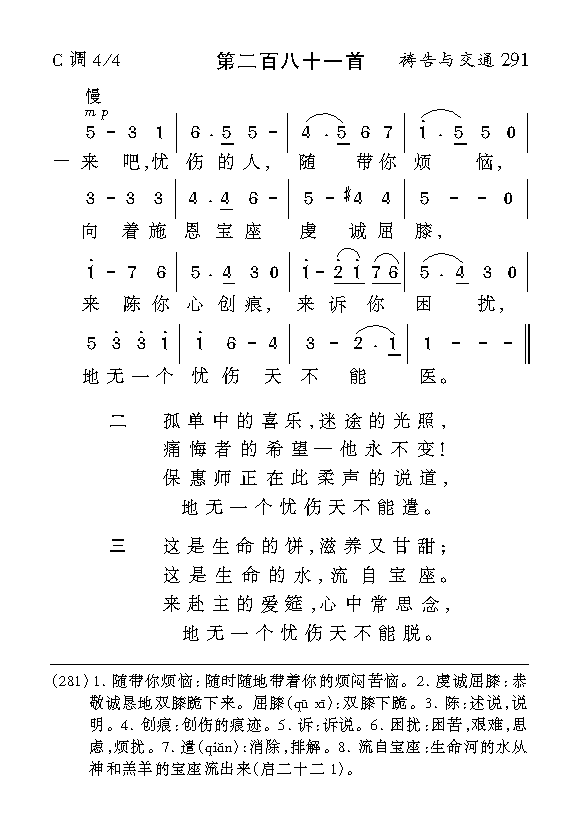 C 调 4/4 第二百八十一首 祷告与交通 291
慢
mp
5 - 3 1 | 6 . 5 5 - | 4 . 5 6 7 | i . 5 5 0 |
一 来 吧,忧 伤 的 人, 随 带 你 烦 恼,
3 - 3 3 | 4 . 4 6 - | 5 - #4 4 | 5 - - 0 |
向 着 施 恩 宝 座 虔 诚 屈 膝,
i - 7 6 | 5 . 4 3 0 | i - 2̇ i 7 6 | 5 . 4 3 0 |
来 陈 你 心 创 痕, 来 诉 你 困 扰,
5 3̇ 3̇ i | i 6 - 4 | 3 - 2 . 1 | 1 - - - ‖
地 无 一 个 忧 伤 天 不 能 医。
二 孤单中的喜乐,迷途的光照,
痛悔者的希望—他永不变!
保惠师正在此柔声的说道,
地无一个忧伤天不能遣。
三 这是生命的饼,滋养又甘甜;
这是生命的水,流自宝座。
来赴主的爱筵,心中常思念,
地无一个忧伤天不能脱。
(281) 1. 随带你烦恼:随时随地带着你的烦闷苦恼。2. 虔诚屈膝:恭
敬诚恳地双膝跪下来。屈膝(qū xī):双膝下跪。3. 陈:述说,说
明。4. 创痕:创伤的痕迹。5. 诉:诉说。6. 困扰:困苦,艰难,思
虑,烦扰。7. 遣(qiǎn):消除,排解。8. 流自宝座:生命河的水从
神和羔羊的宝座流出来(启二十二 1)。